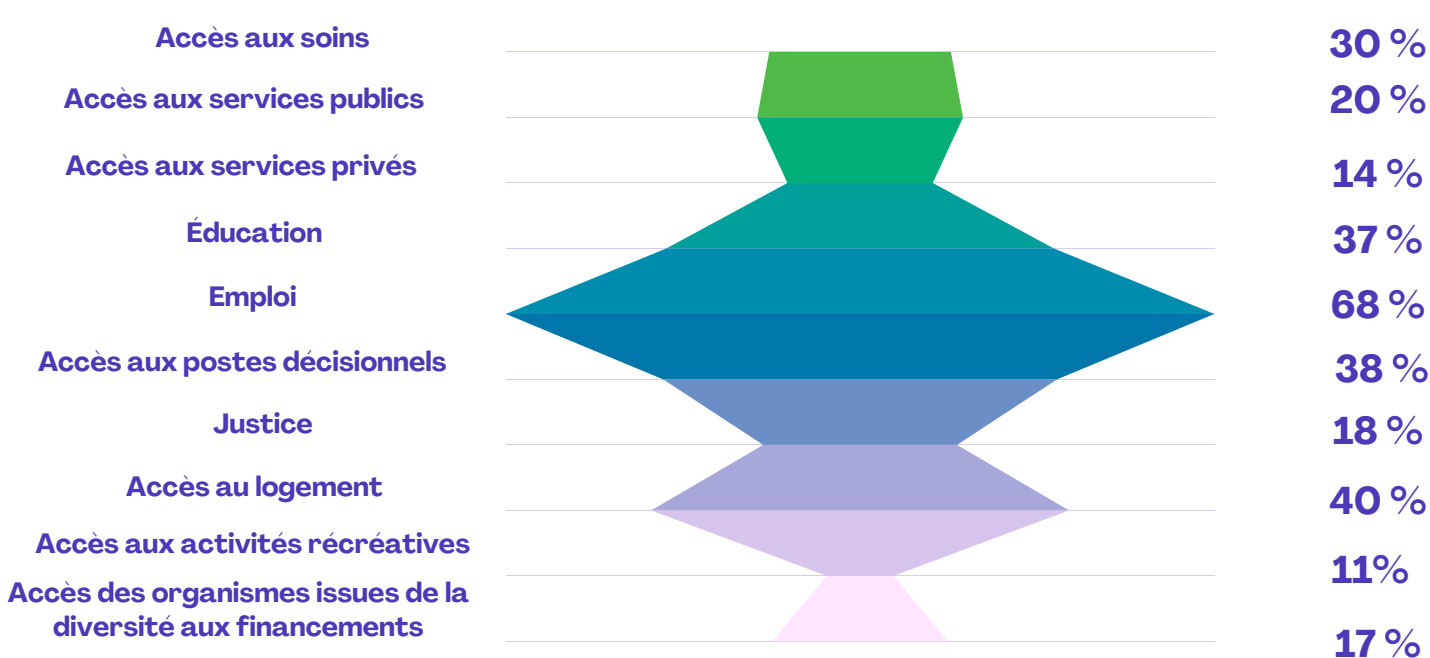 Accès aux soins 30 %
Accès aux services publics 20 %
Accès aux services privés 14 %
Éducation 37 %
Emploi 68 %
Accès aux postes décisionnels 38 %
Justice 18 %
Accès au logement 40 %
Accès aux activités récréatives 11%
Accès des organismes issues de la
diversité aux financements 17 %